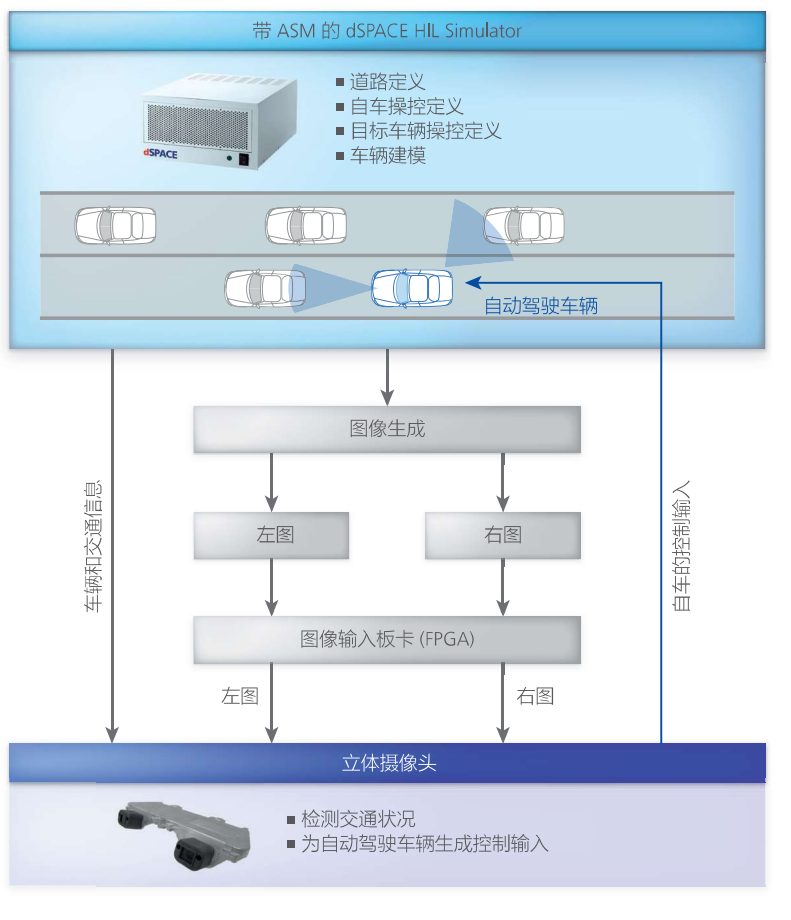 带 ASM 的 dSPACE HIL Simulator
■ 道路定义
■ 自车操控定义
■ 目标车辆操控定义
■ 车辆建模
dSPACE
自动驾驶车辆
图像生成
车辆和交通信息
左图
右图
自车的控制输入
图像输入板卡 (FPGA)
左图
右图
立体摄像头
■ 检测交通状况
■ 为自动驾驶车辆生成控制输入